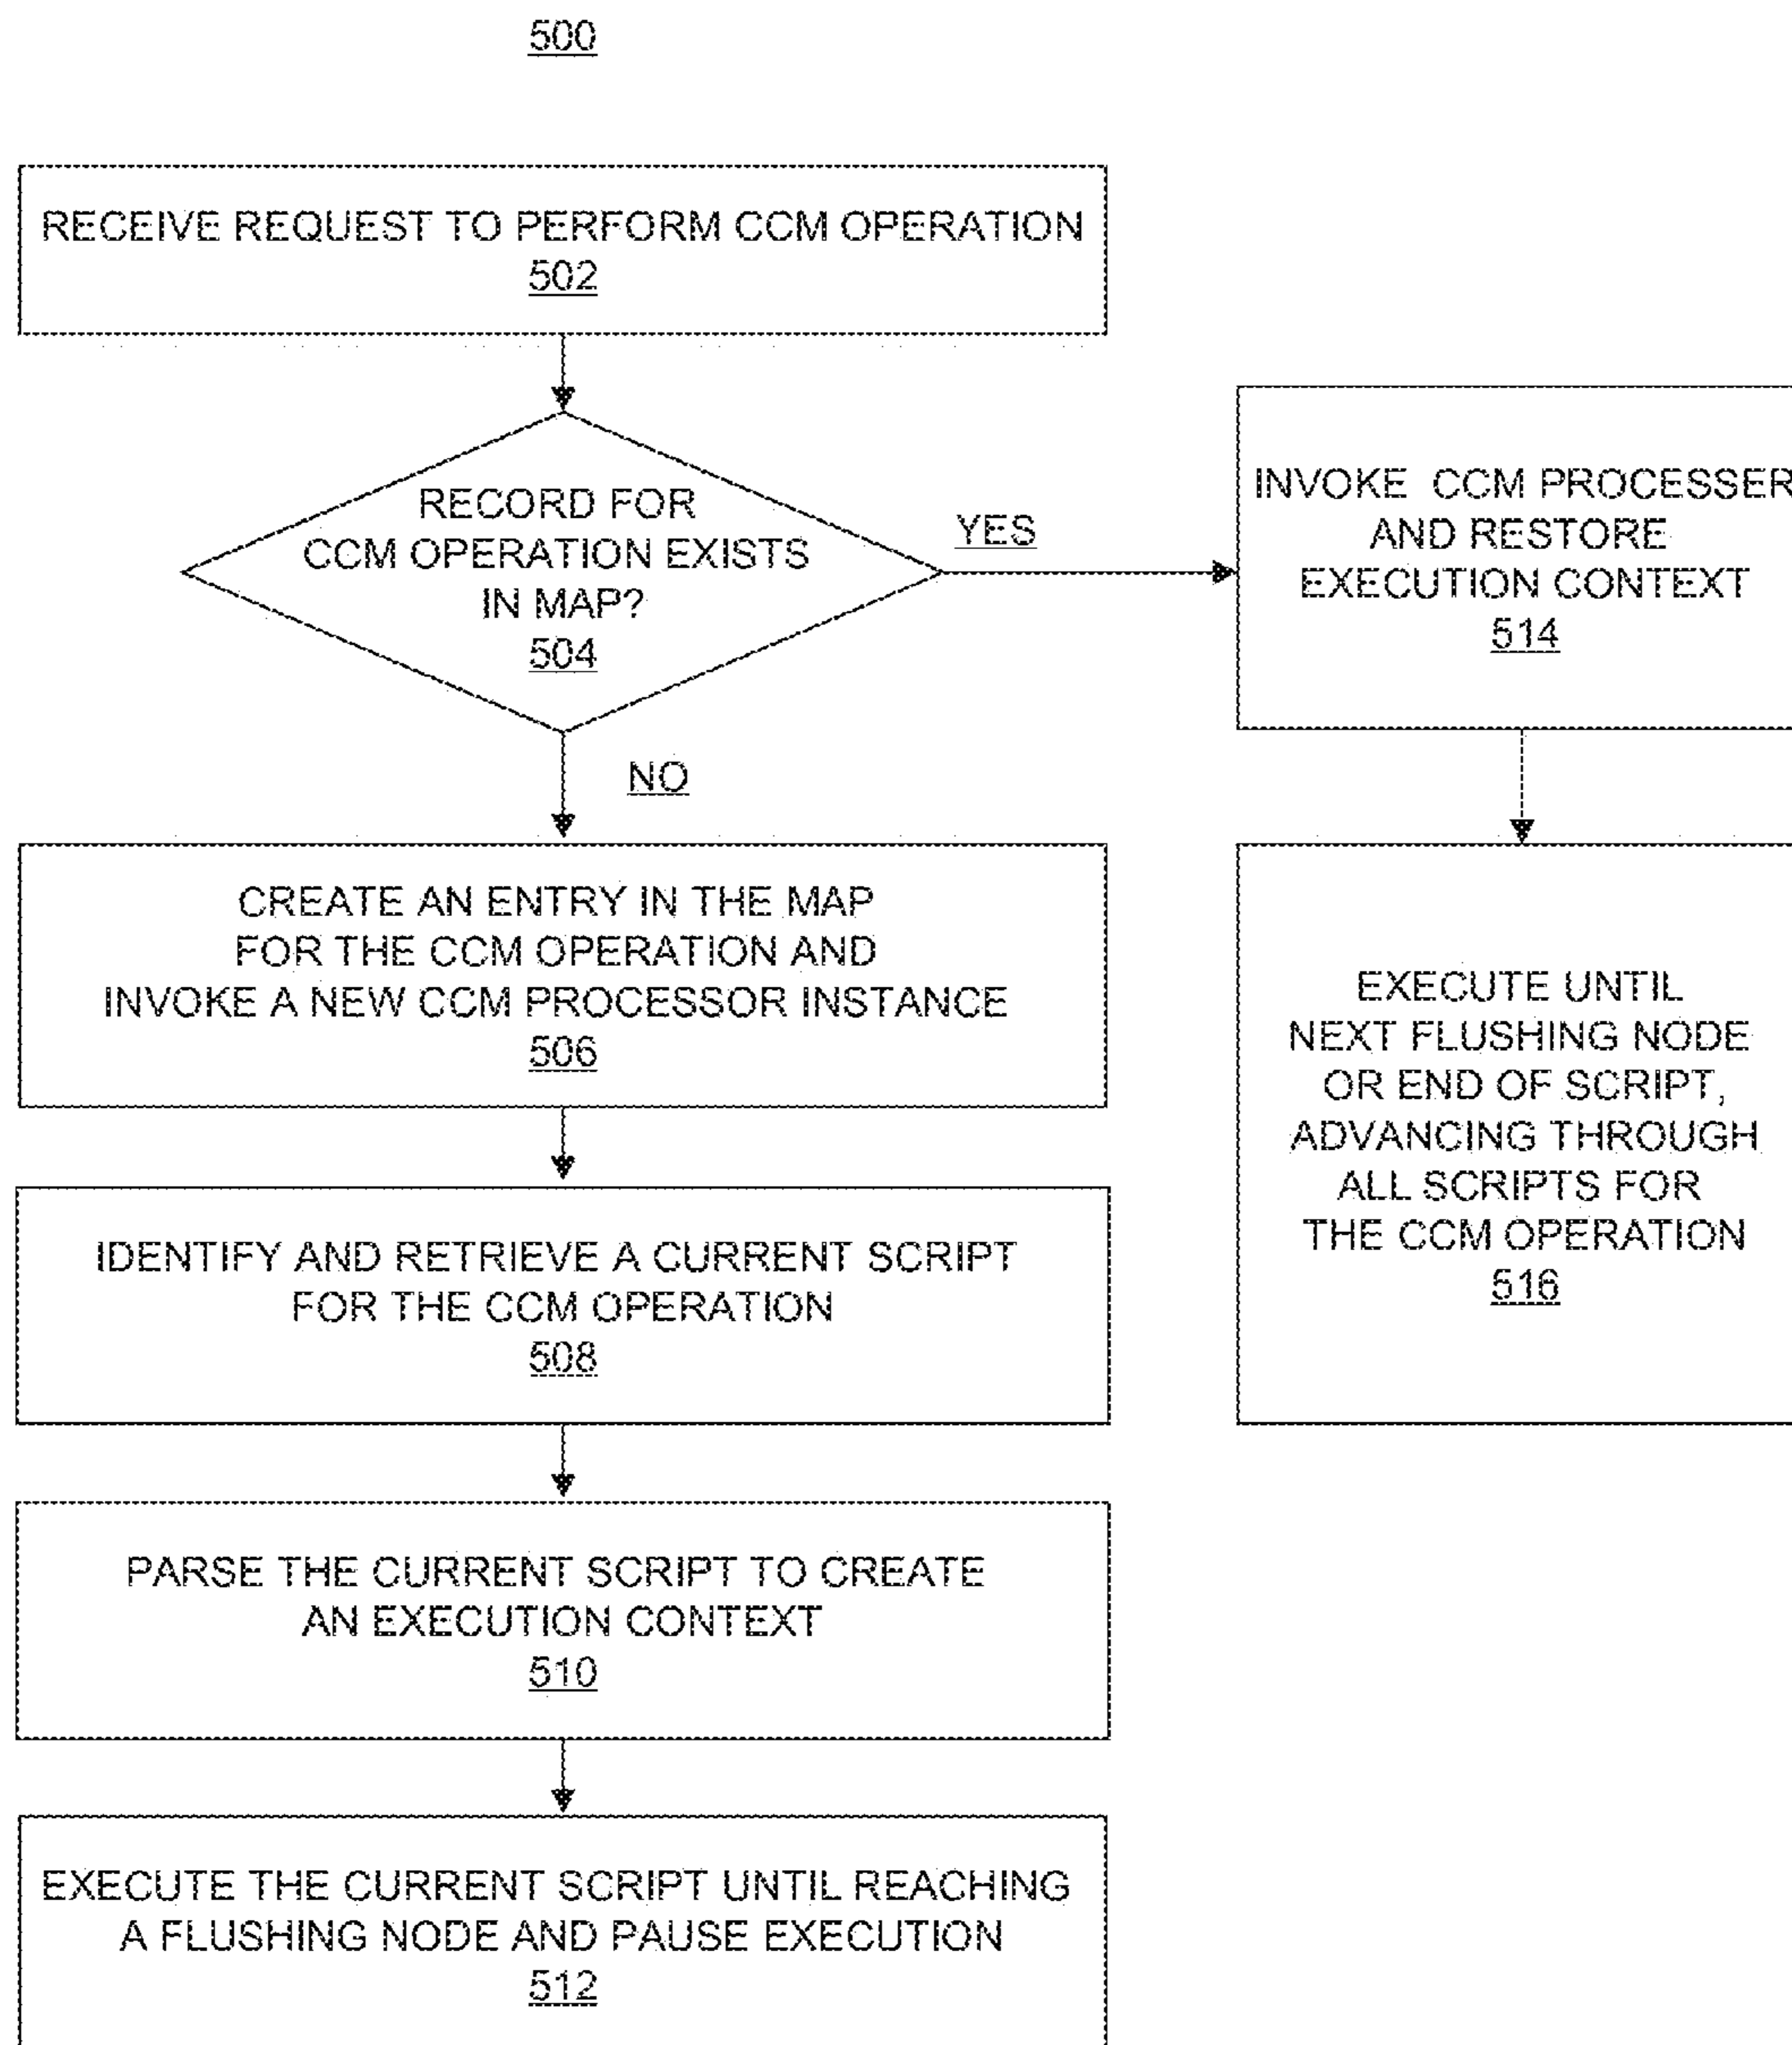 500
RECEIVE REQUEST TO PERFORM CCM OPERATION
502
RECORD FOR
CCM OPERATION EXISTS
IN MAP?
504
YES
NO
INVOKE CCM PROCESSER
AND RESTORE
EXECUTION CONTEXT
514
CREATE AN ENTRY IN THE MAP
FOR THE CCM OPERATION AND
INVOKE A NEW CCM PROCESSOR INSTANCE
506
EXECUTE UNTIL
NEXT FLUSHING NODE
OR END OF SCRIPT,
ADVANCING THROUGH
ALL SCRIPTS FOR
THE CCM OPERATION
516
IDENTIFY AND RETRIEVE A CURRENT SCRIPT
FOR THE CCM OPERATION
508
PARSE THE CURRENT SCRIPT TO CREATE
AN EXECUTION CONTEXT
510
EXECUTE THE CURRENT SCRIPT UNTIL REACHING
A FLUSHING NODE AND PAUSE EXECUTION
512